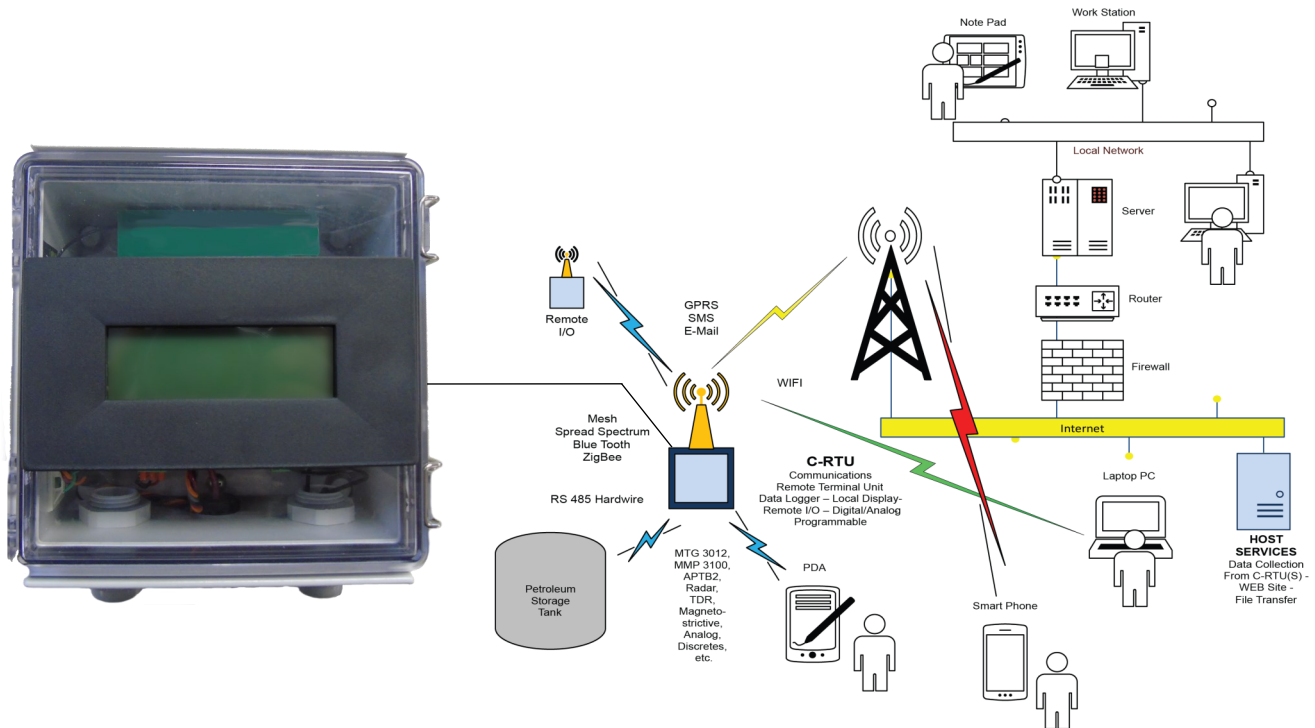 Note Pad
Work Station
Local Network
Server
Router
Firewall
Internet
Remote
I/O
GPRS
SMS
E-Mail
WIFI
Mesh
Spread Spectrum
Blue Tooth
ZigBee
RS 485 Hardwire
C-RTU
Communications
Remote Terminal Unit
Data Logger – Local Display-
Remote I/O – Digital/Analog
Programmable
Laptop PC
HOST
SERVICES
Data Collection
From C-RTU(S) -
WEB Site -
File Transfer
Petroleum
Storage
Tank
MTG 3012,
MMP 3100,
APTB2,
Radar,
TDR,
Magneto-
strictive,
Analog,
Discretes,
etc.
PDA
Smart Phone